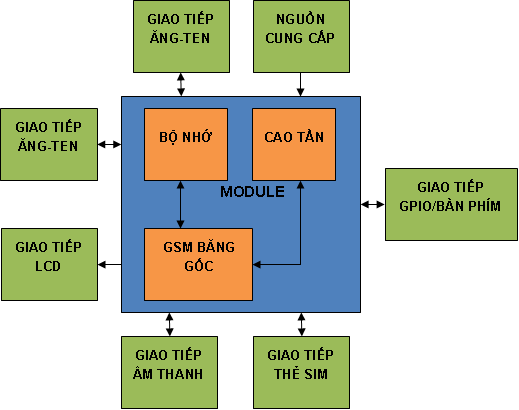 GIAO TIẾP
ĂNG-TEN
NGUỒN
CUNG CẤP
GIAO TIẾP
ĂNG-TEN
BỘ NHỚ
CAO TẦN
MODULE
GIAO TIẾP
GPIO/BÀN PHÍM
GIAO TIẾP
LCD
GSM BĂNG
GỐC
GIAO TIẾP
ÂM THANH
GIAO TIẾP
THẺ SIM